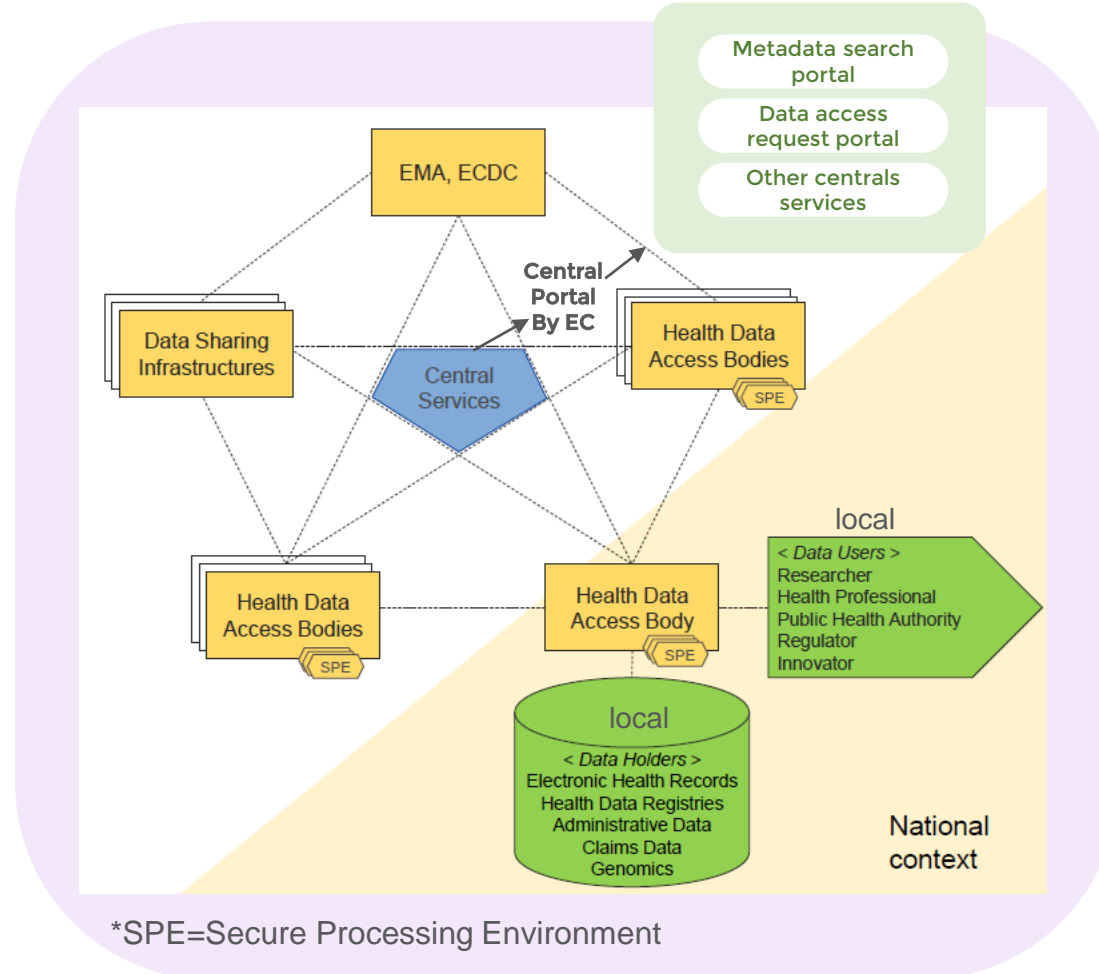 Metadata search
portal
Data access
request portal
Other centrals
services
EMA, ECDC
Central
Portal
By EC
Data Sharing
Infrastructures
Health Data
Access Bodies
SPE
Central
Services
local
< Data Users >
Researcher
Health Professional
Public Health Authority
Regulator
Innovator
Health Data
Access Bodies
SPE
Health Data
Access Body
SPE
local
< Data Holders >
Electronic Health Records
Health Data Registries
Administrative Data
Claims Data
Genomics
National
context
*SPE=Secure Processing Environment